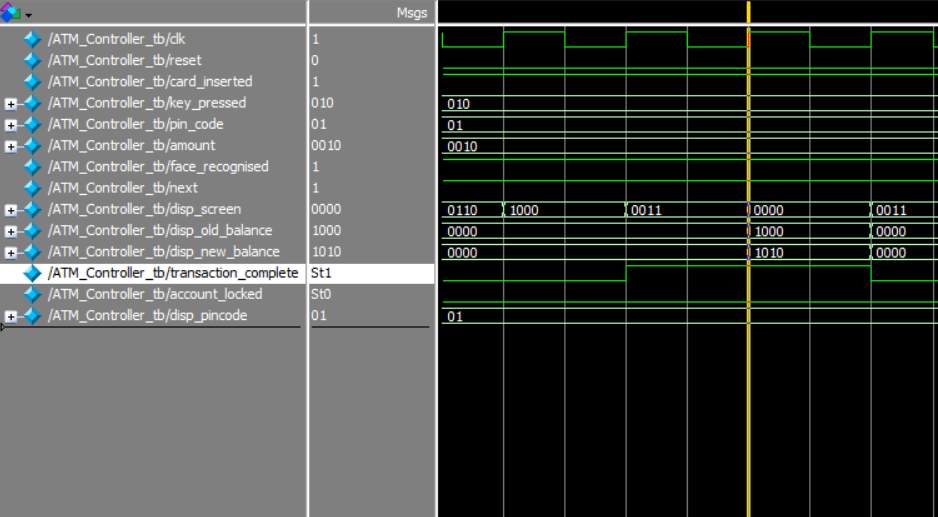 Msgs
/ATM_Controller_tb/clk 1
/ATM_Controller_tb/reset 0
/ATM_Controller_tb/card_inserted 1
/ATM_Controller_tb/key_pressed 010 010
/ATM_Controller_tb/pin_code 01 01
/ATM_Controller_tb/amount 0010 0010
/ATM_Controller_tb/face_recognised 1
/ATM_Controller_tb/next 1
/ATM_Controller_tb/disp_screen 0000 0110 1000 0011 0000 0011
/ATM_Controller_tb/disp_old_balance 1000 0000 1000 0000
/ATM_Controller_tb/disp_new_balance 1010 0000 1010 0000
/ATM_Controller_tb/transaction_complete St1
/ATM_Controller_tb/account_locked St0
/ATM_Controller_tb/disp_pincode 01 01